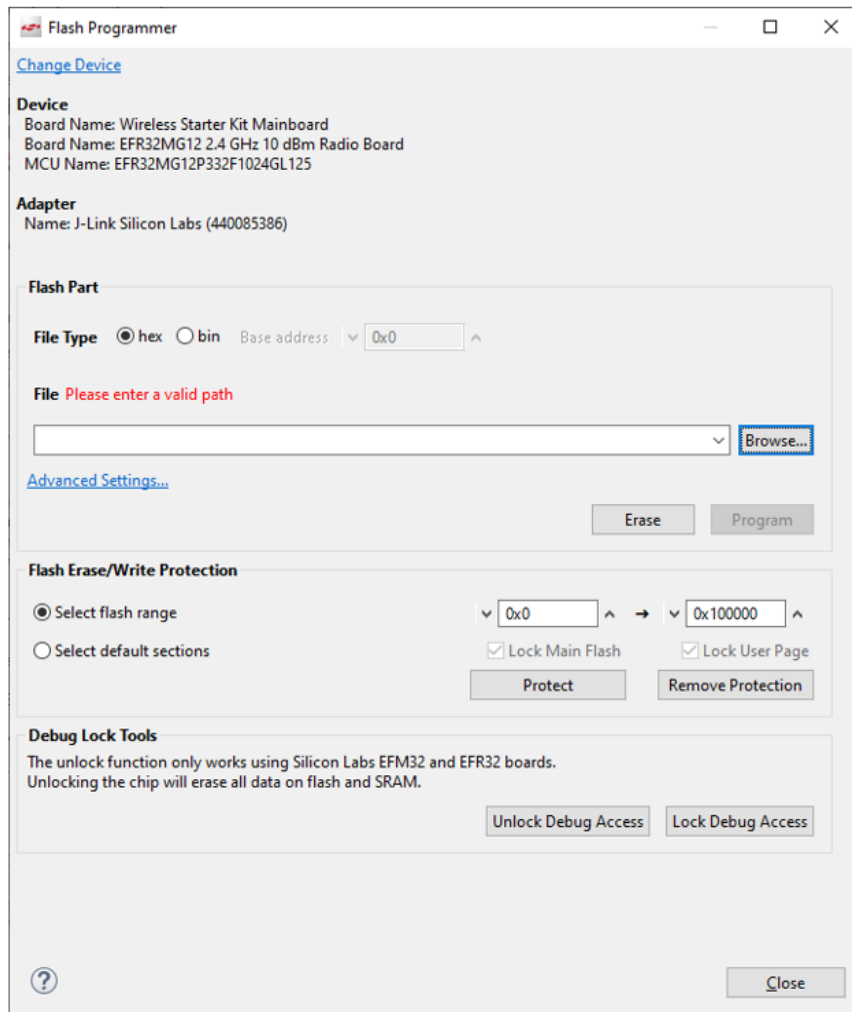 Flash Programmer
Change Device
Device
Board Name: Wireless Starter Kit Mainboard
Board Name: EFR32MG12 2.4 GHz 10 dBm Radio Board
MCU Name: EFR32MG12P332F1024GL125
Adapter
Name: J-Link Silicon Labs (440085386)
Flash Part
File Type hex bin Base address 0x0
File Please enter a valid path
Browse...
Advanced Settings...
Erase Program
Flash Erase/Write Protection
Select flash range 0x0 → 0x100000
Select default sections Lock Main Flash Lock User Page
Protect Remove Protection
Debug Lock Tools
The unlock function only works using Silicon Labs EFM32 and EFR32 boards.
Unlocking the chip will erase all data on flash and SRAM.
Unlock Debug Access Lock Debug Access
? Close